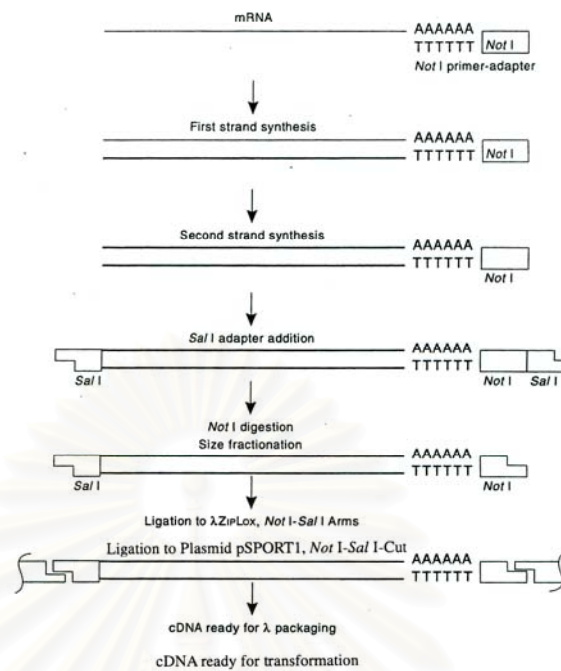 mRNA
AAAAAA
TTTTTT Not I
Not I primer-adapter
First strand synthesis
AAAAAA
TTTTTT Not I
Second strand synthesis
AAAAAA
TTTTTT
Not I
Sal I adapter addition
AAAAAA
TTTTTT
Sal I
Not I Sal I
Not I digestion
Size fractionation
AAAAAA
TTTTTT
Sal I
Not I
Ligation to λZIPLOX, Not I-Sal I Arms
Ligation to Plasmid pSPORT1, Not I-Sal I-Cut
AAAAAA
TTTTTT
cDNA ready for λ packaging
cDNA ready for transformation